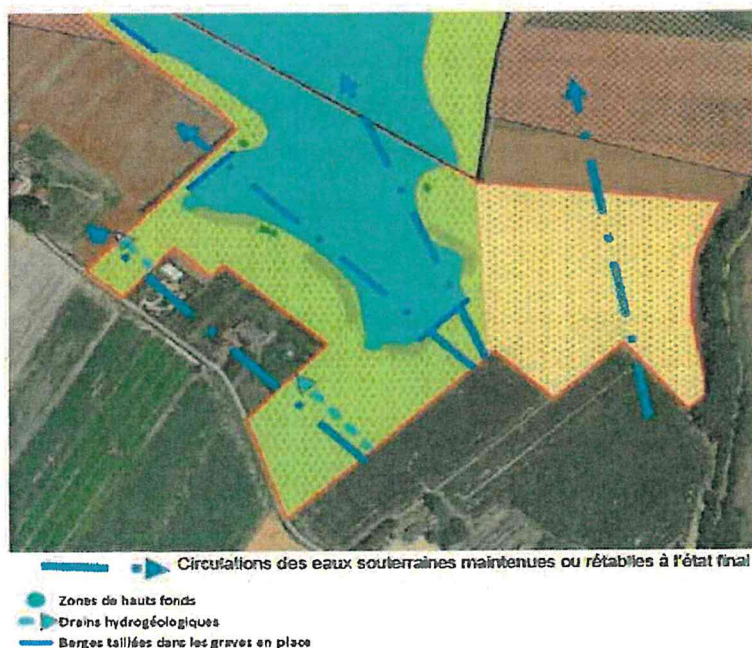 Circulations des eaux souterraines maintenues ou rétablies à l'état final
Zones de hauts fonds
Drains hydrogéologiques
Berges taillées dans les graves en place